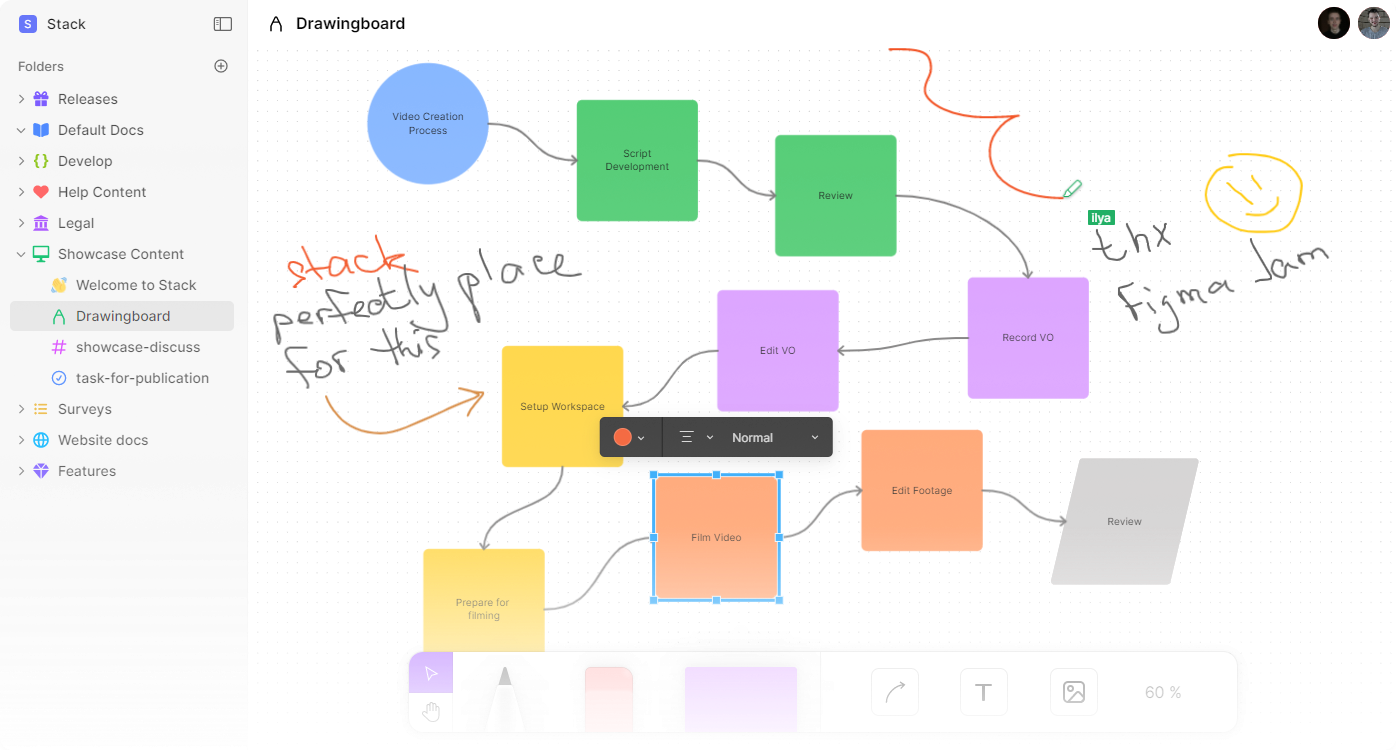 S Stack
Drawingboard
Folders
Releases
Default Docs
Develop
Help Content
Legal
Showcase Content
Welcome to Stack
Drawingboard
showcase-discuss
task-for-publication
Surveys
Website docs
Features
Video Creation
Process
Script
Development
Review
ilya
thx
Figma Jam
stack
perfectly place
for this
Record VO
Edit VO
Setup Workspace
Normal
Film Video
Edit Footage
Review
Prepare for
filming
T
60 %